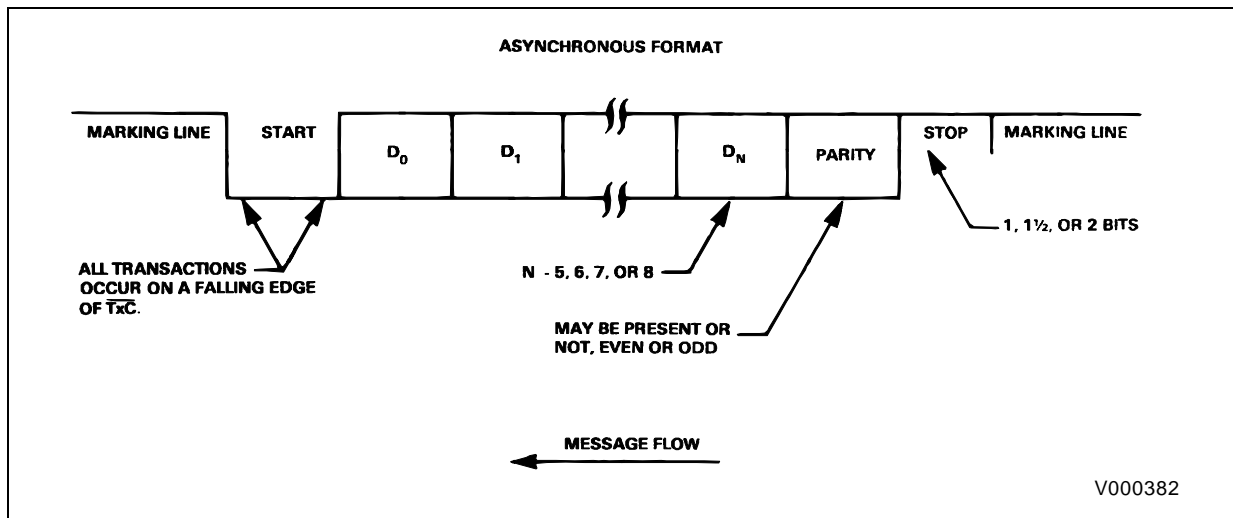 ASYNCHRONOUS FORMAT
MARKING LINE START D₀ D₁ D_N PARITY STOP MARKING LINE
1, 1½, OR 2 BITS
ALL TRANSACTIONS
OCCUR ON A FALLING EDGE
OF T̅x̅C̅.
N - 5, 6, 7, OR 8
MAY BE PRESENT OR
NOT, EVEN OR ODD
MESSAGE FLOW
V000382